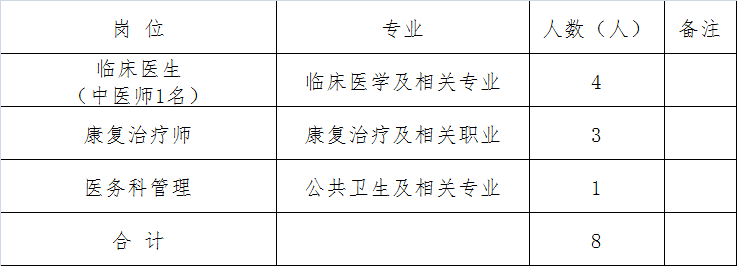 岗 位 专业 人数（人） 备注
临床医生
（中医师1名） 临床医学及相关专业 4
康复治疗师 康复治疗及相关职业 3
医务科管理 公共卫生及相关专业 1
合 计 8